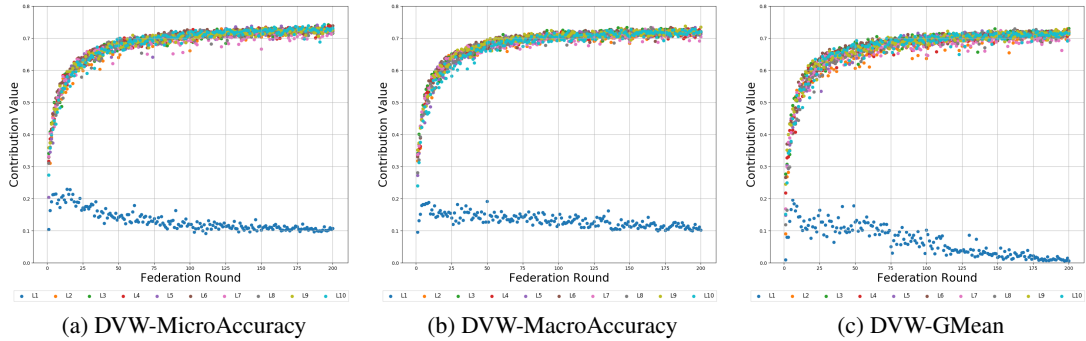 Contribution Value
0.8
0.7
0.6
0.5
0.4
0.3
0.2
0.1
0.0
0 25 50 75 100 125 150 175 200
Federation Round
L1 L2 L3 L4 L5 L6 L7 L8 L9 L10
(a) DVW-MicroAccuracy
Contribution Value
0.8
0.7
0.6
0.5
0.4
0.3
0.2
0.1
0.0
0 25 50 75 100 125 150 175 200
Federation Round
L1 L2 L3 L4 L5 L6 L7 L8 L9 L10
(b) DVW-MacroAccuracy
Contribution Value
0.8
0.7
0.6
0.5
0.4
0.3
0.2
0.1
0.0
0 25 50 75 100 125 150 175 200
Federation Round
L1 L2 L3 L4 L5 L6 L7 L8 L9 L10
(c) DVW-GMean